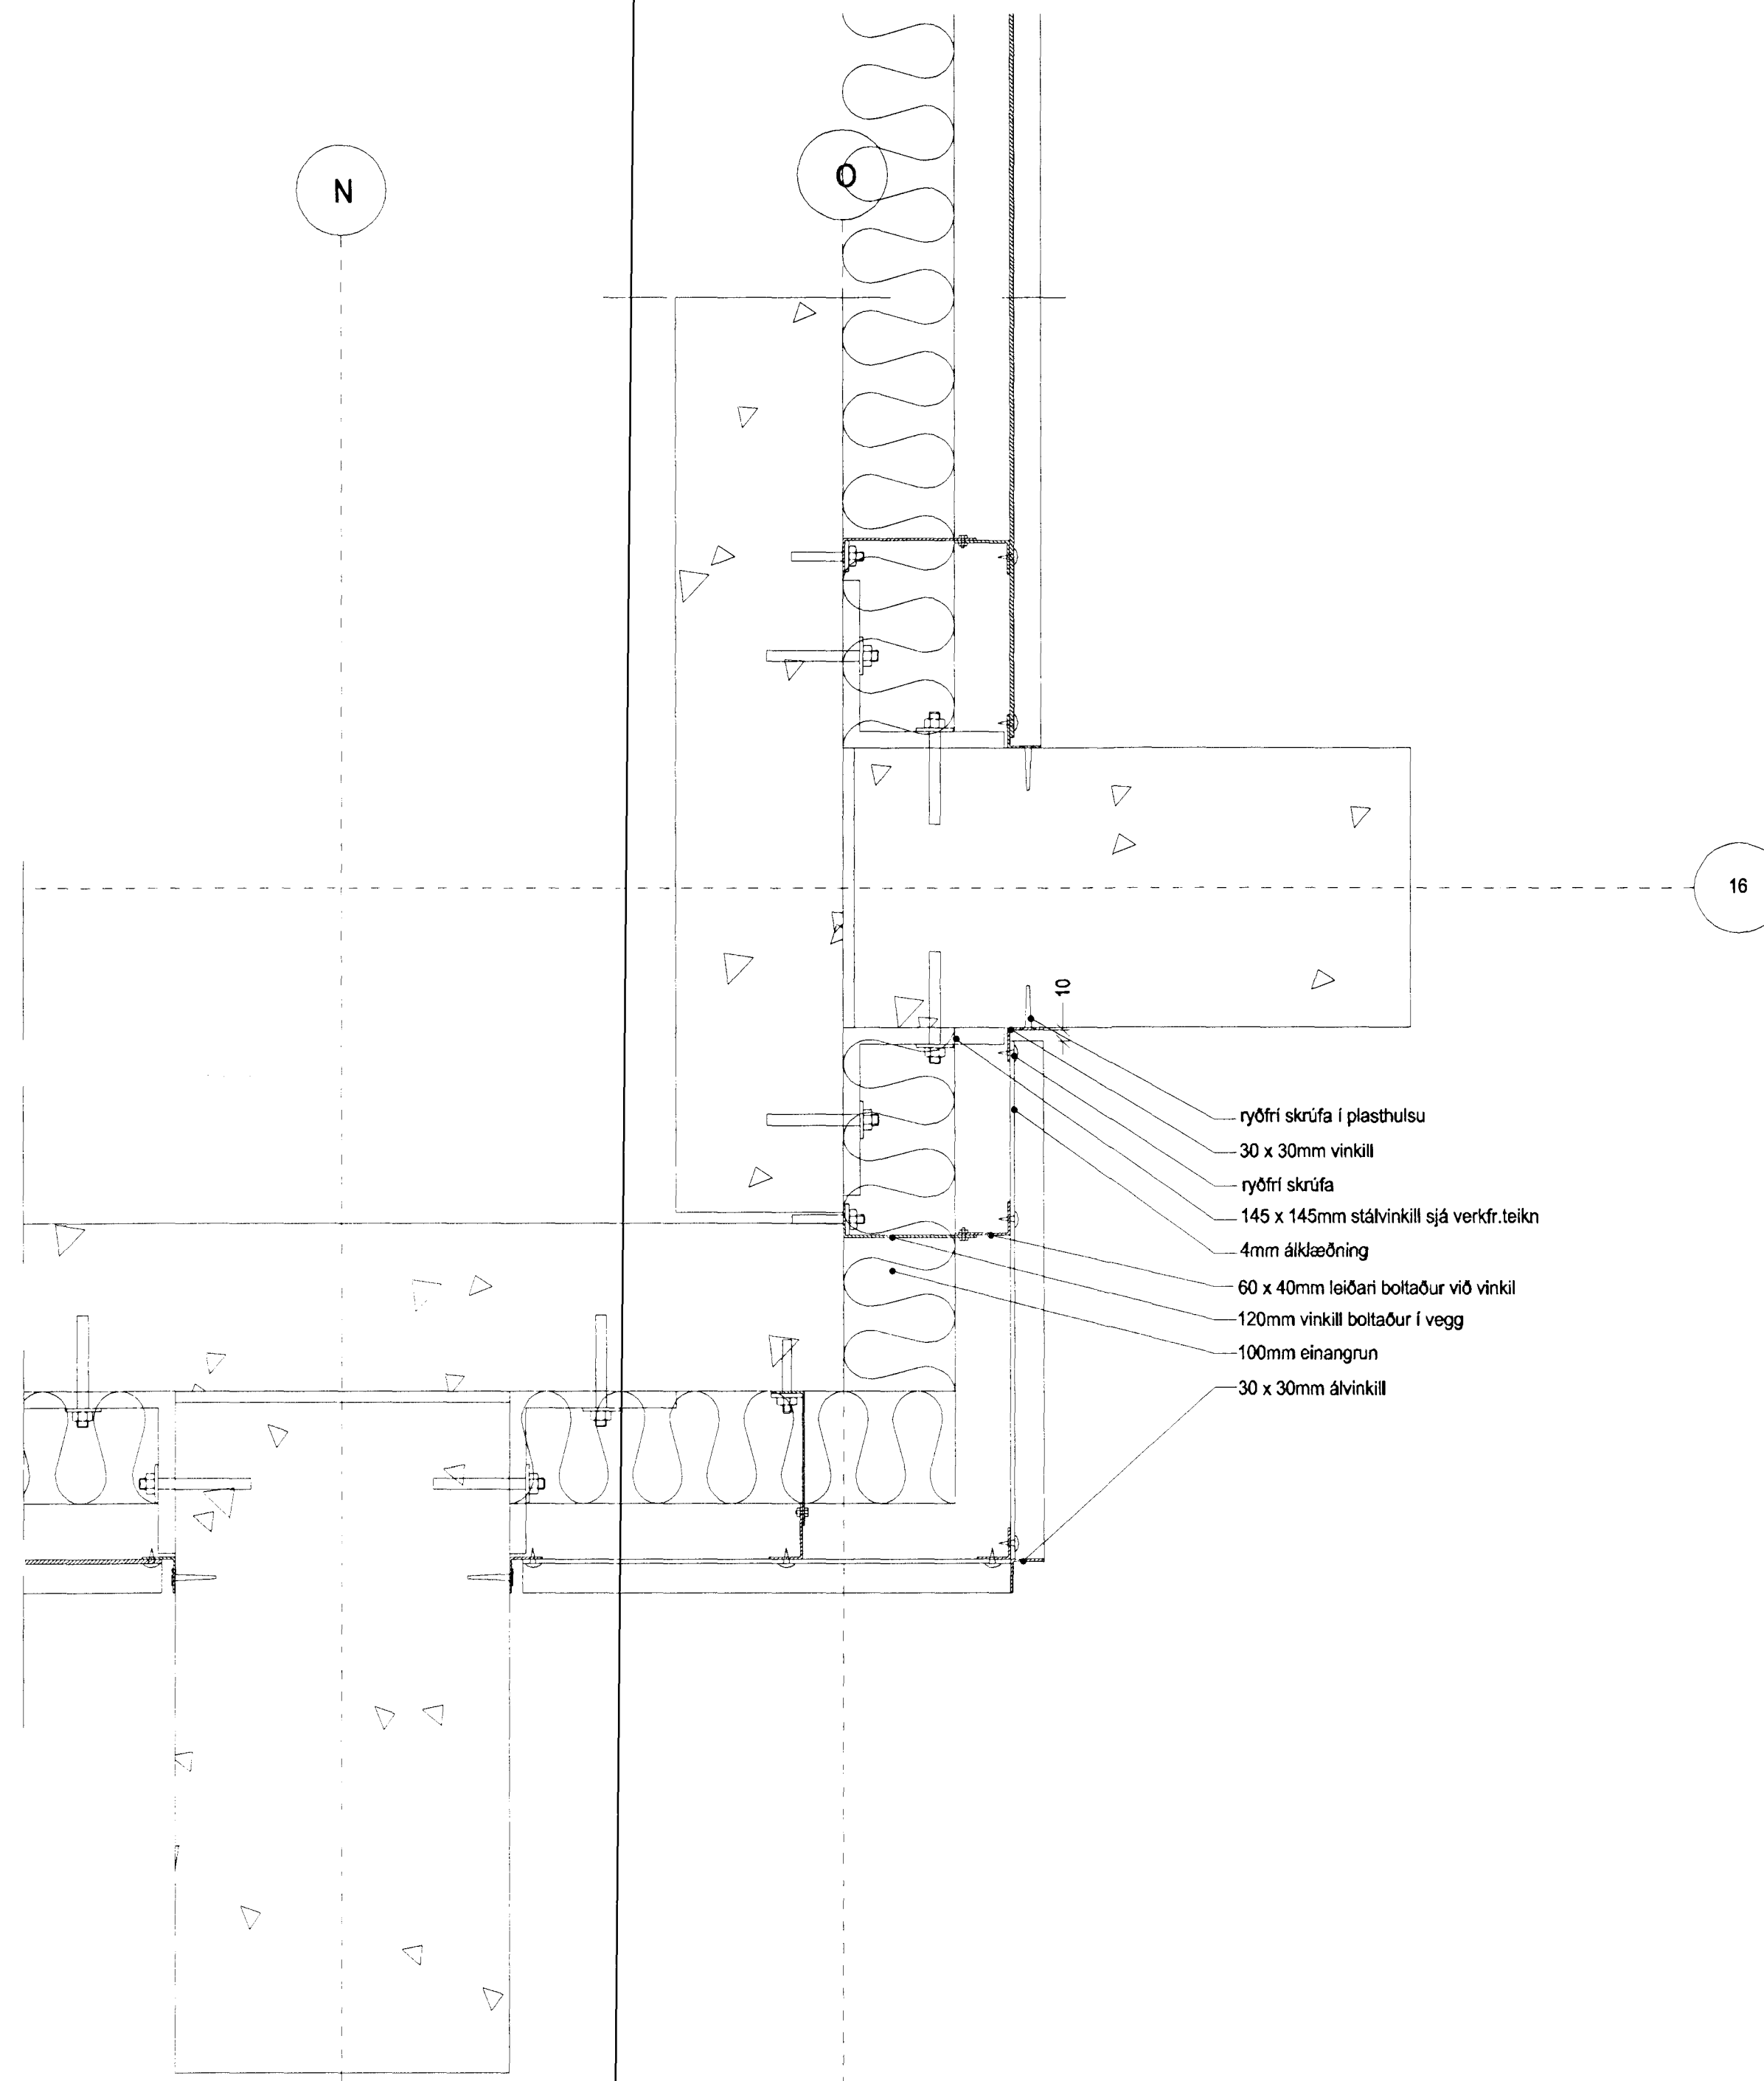 N
O
16
10
ryðfrí skrúfa í plasthulsu
30 x 30mm vinkill
ryðfrí skrúfa
145 x 145mm stálvinkill sjá verkfr.teikn
4mm álklæðning
60 x 40mm leiðari boltaður við vinkil
120mm vinkill boltaður í vegg
100mm einangrun
30 x 30mm álvinkill